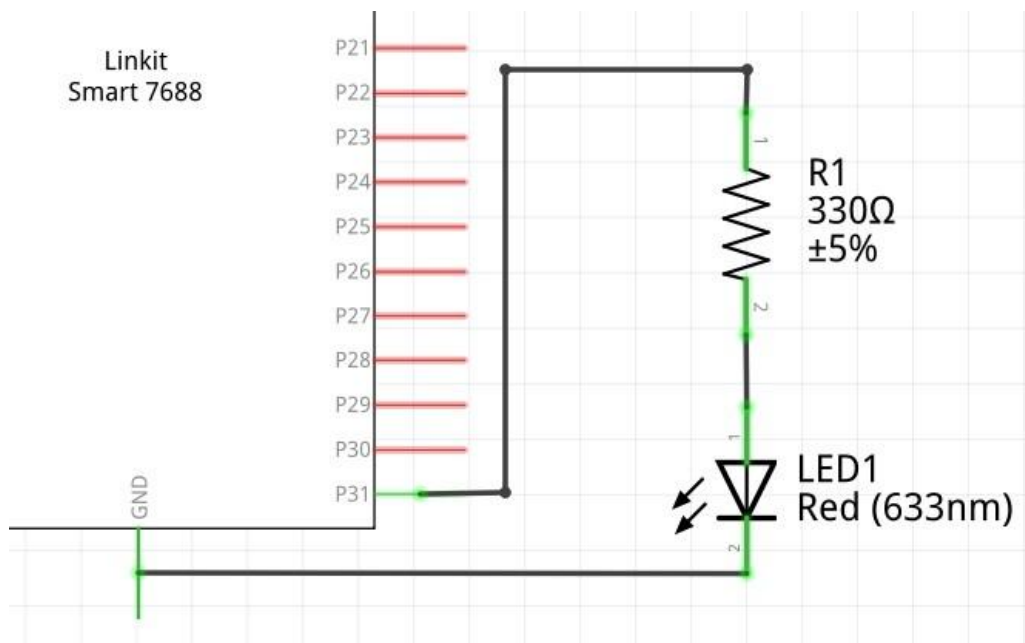 Linkit
Smart 7688
P21
P22
P23
P24
P25
P26
P27
P28
P29
P30
P31
GND
1
R1
330Ω
±5%
2
1
LED1
Red (633nm)
2